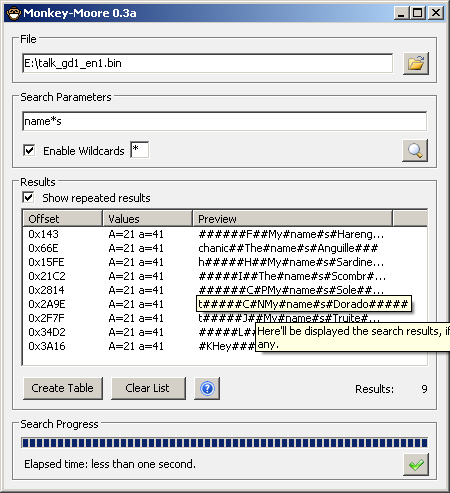 Monkey-Moore 0.3a
File
E:\talk_gd1_en1.bin
Search Parameters
name*s
Enable Wildcards *
Results
Show repeated results
Offset Values Preview
0x143 A=21 a=41 ######F##My#name#s#Hareng...
0x66E A=21 a=41 chanic##The#name#s#Anguille###
0x15FE A=21 a=41 h#####H##My#name#s#Sardine...
0x21C2 A=21 a=41 #####I##The#name#s#Scombr...
0x2814 A=21 a=41 ######C#PMy#name#s#Sole##...
0x2A9E A=21 a=41 t#####C#NMy#name#s#Dorado#####
0x2F7F A=21 a=41 t#####J##My#name#s#Truite#...
0x34D2 A=21 a=41 #####L##
0x3A16 A=21 a=41 #KHey###
Here'll be displayed the search results, if
any.
Create Table Clear List Results: 9
Search Progress
Elapsed time: less than one second.